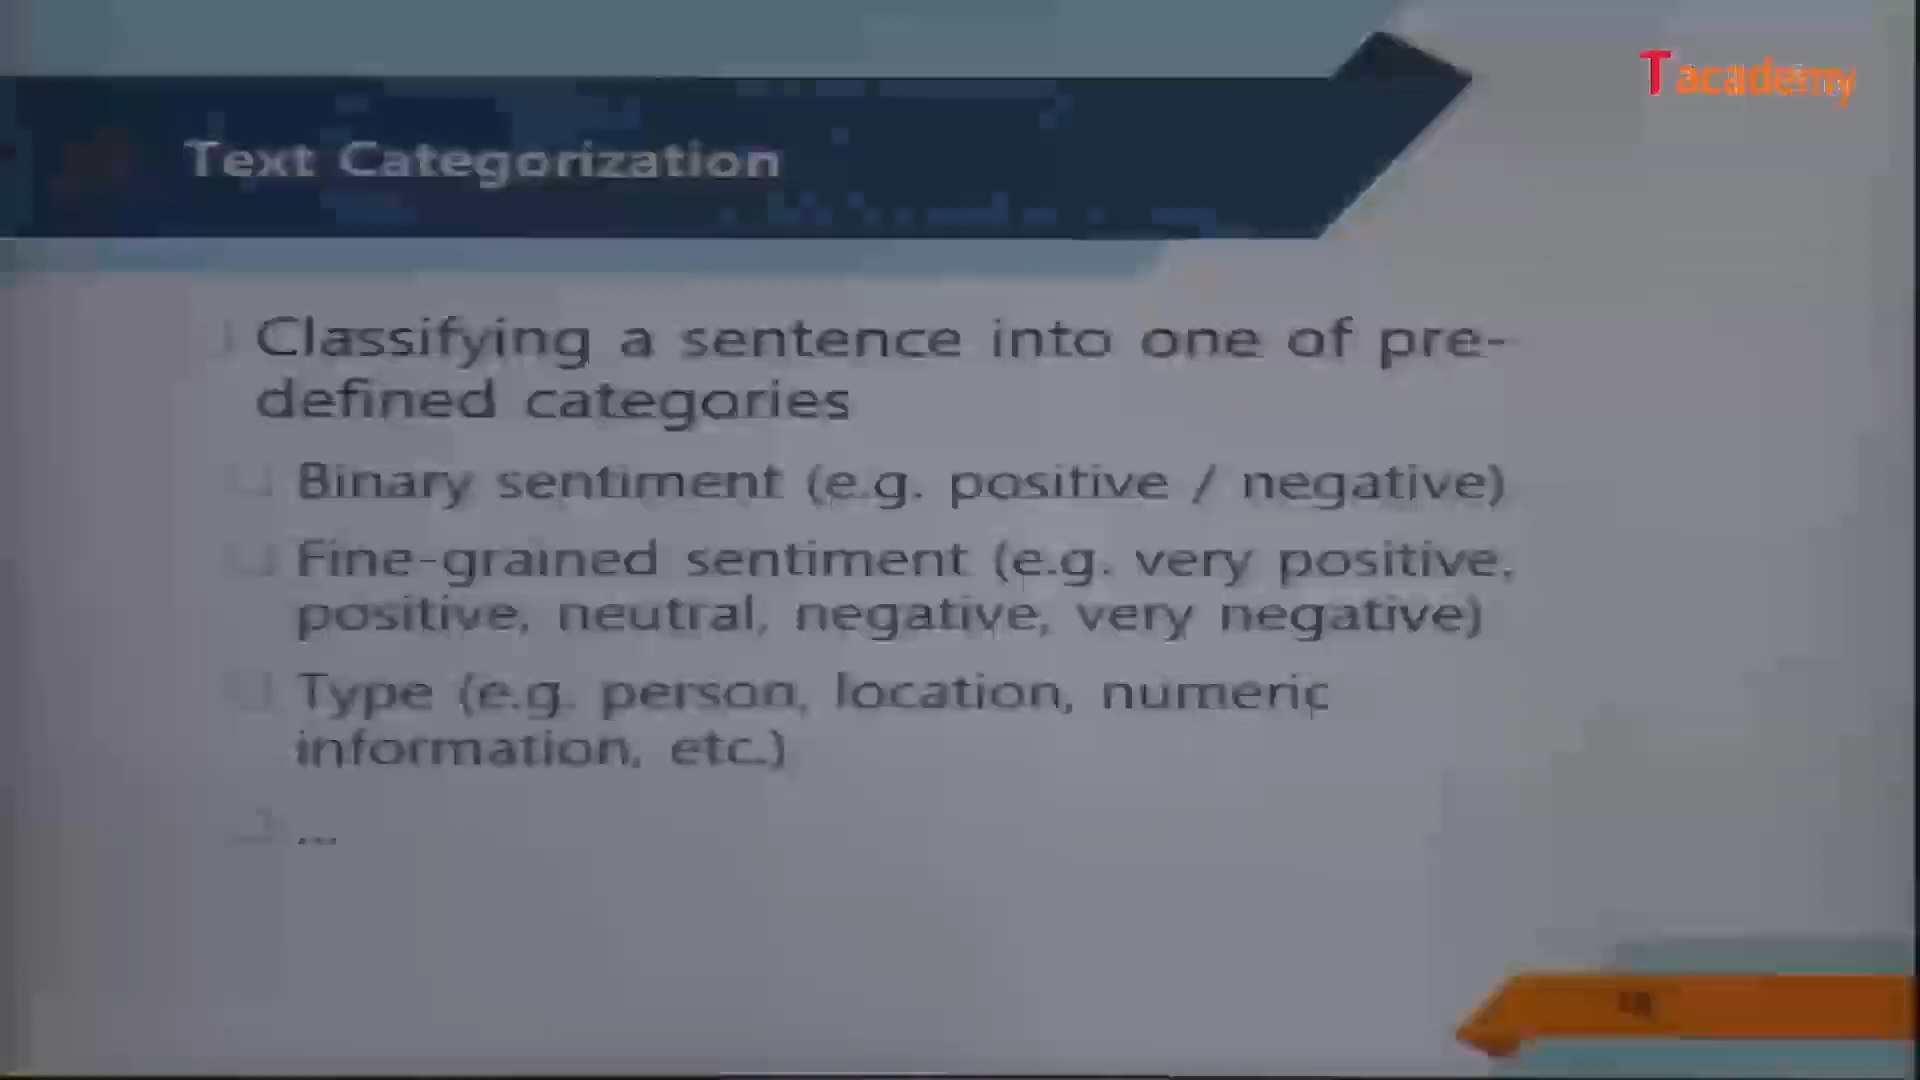 T academy
Text Categorization
Classifying a sentence into one of pre-
defined categories
Binary sentiment (e.g. positive / negative)
Fine-grained sentiment (e.g. very positive,
positive, neutral, negative, very negative)
Type (e.g. person, location, numeric
information, etc.)
...